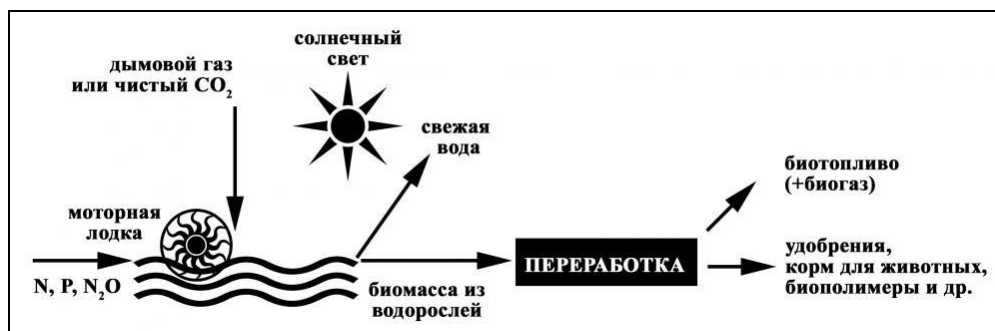 солнечный
свет
дымовой газ
или чистый CO₂
свежая
вода
биотопливо
(+биогаз)
моторная
лодка
N, P, N₂O
биомасса из
водорослей
ПЕРЕРАБОТКА
удобрения,
корм для животных,
биополимеры и др.